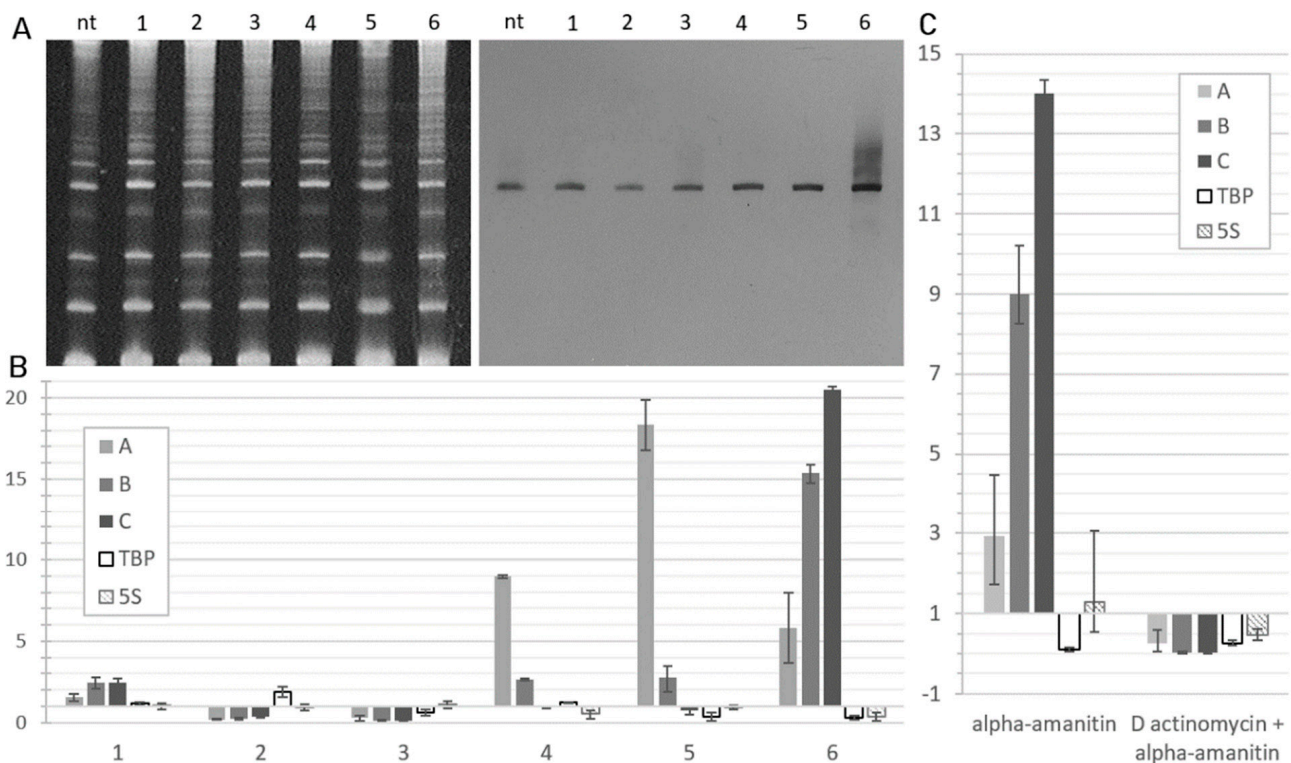 A nt 1 2 3 4 5 6 nt 1 2 3 4 5 6 C
B
20
15
10
5
0
A
B
C
TBP
5S
1 2 3 4 5 6
15
13
11
9
7
5
3
1
-1
A
B
C
TBP
5S
alpha-amanitin
D actinomycin +
alpha-amanitin